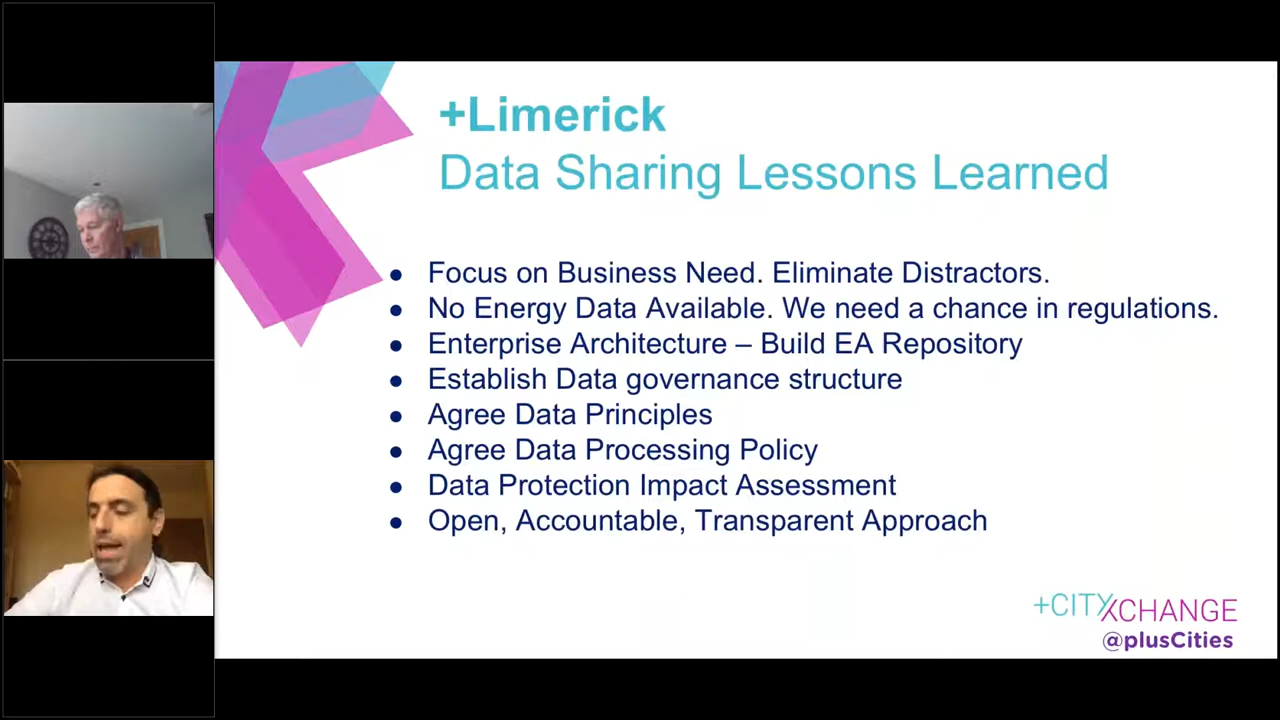 +Limerick
Data Sharing Lessons Learned
● Focus on Business Need. Eliminate Distractors.
● No Energy Data Available. We need a chance in regulations.
● Enterprise Architecture – Build EA Repository
● Establish Data governance structure
● Agree Data Principles
● Agree Data Processing Policy
● Data Protection Impact Assessment
● Open, Accountable, Transparent Approach
+CITYXCHANGE
@plusCities